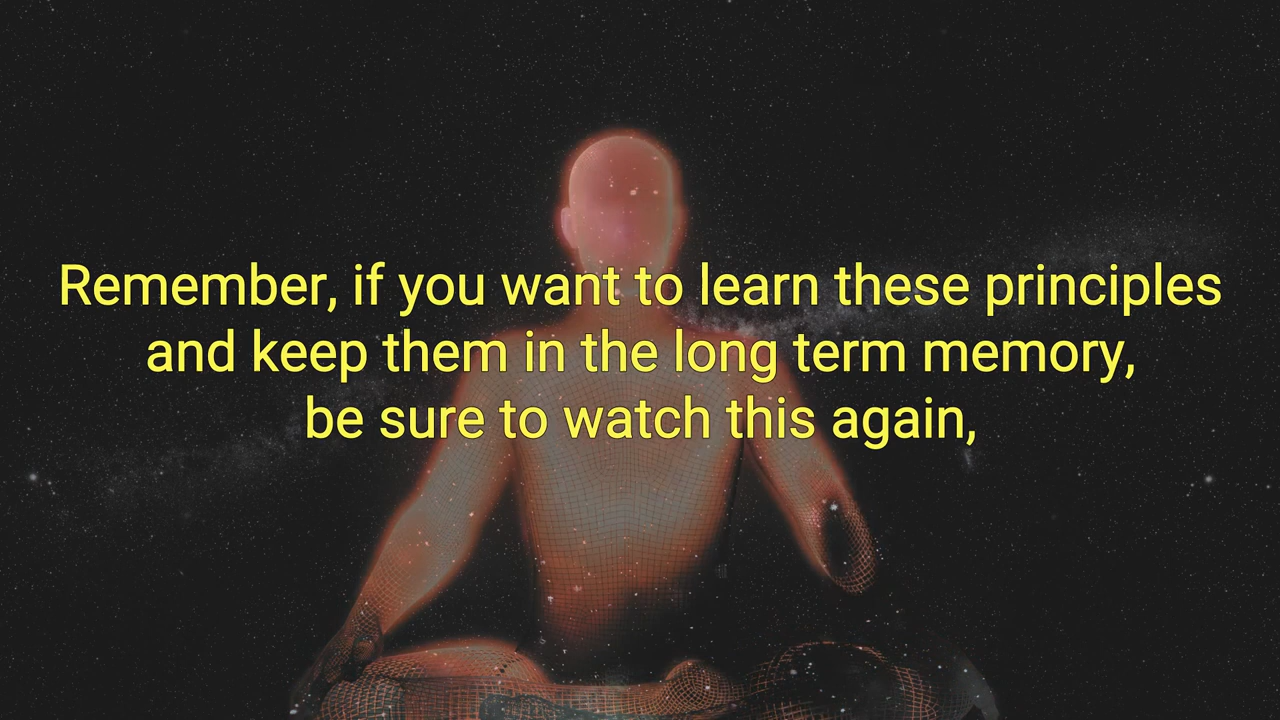 Remember, if you want to learn these principles
and keep them in the long term memory,
be sure to watch this again,